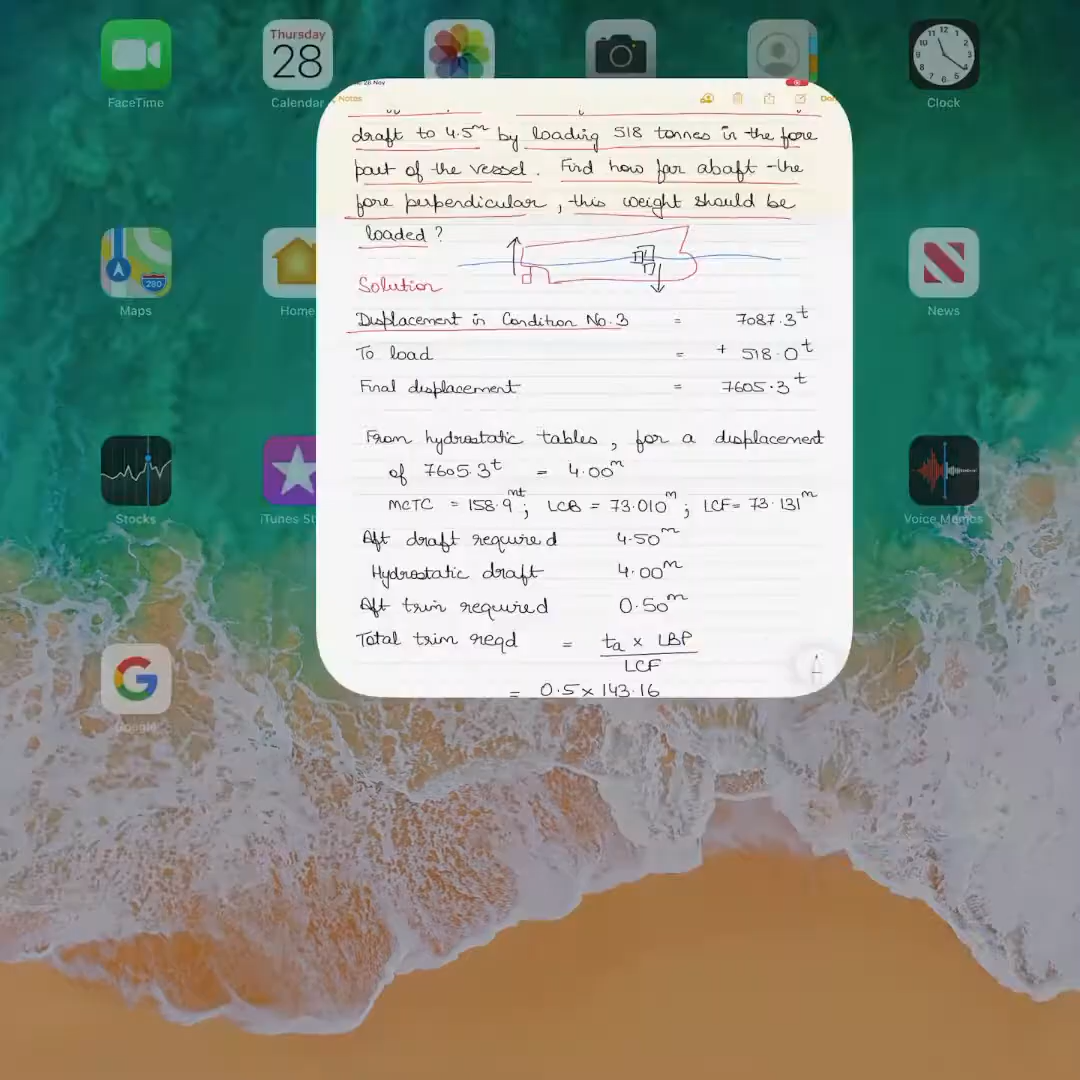 Thursday
28
FaceTime
Calendar
Clock
Notes
draft to 4.5m by loading 518 tonnes in the fore
part of the vessel. Find how far abaft the
fore perpendicular, this weight should be
loaded?
Solution
Displacement in Condition No.3 = 7087.3t
To load = + 518.0t
Final displacement = 7605.3t
From hydrostatic tables, for a displacement
of 7605.3t = 4.00m
MCTC = 158.9mt; LCB = 73.010m; LCF = 73.131m
Aft draft required 4.50m
Hydrostatic draft 4.00m
Aft trim required 0.50m
Total trim reqd = ta x LBP
LCF
= 0.5 x 143.16
Maps
280
Home
News
Stocks
iTunes St
Voice Memos
Google